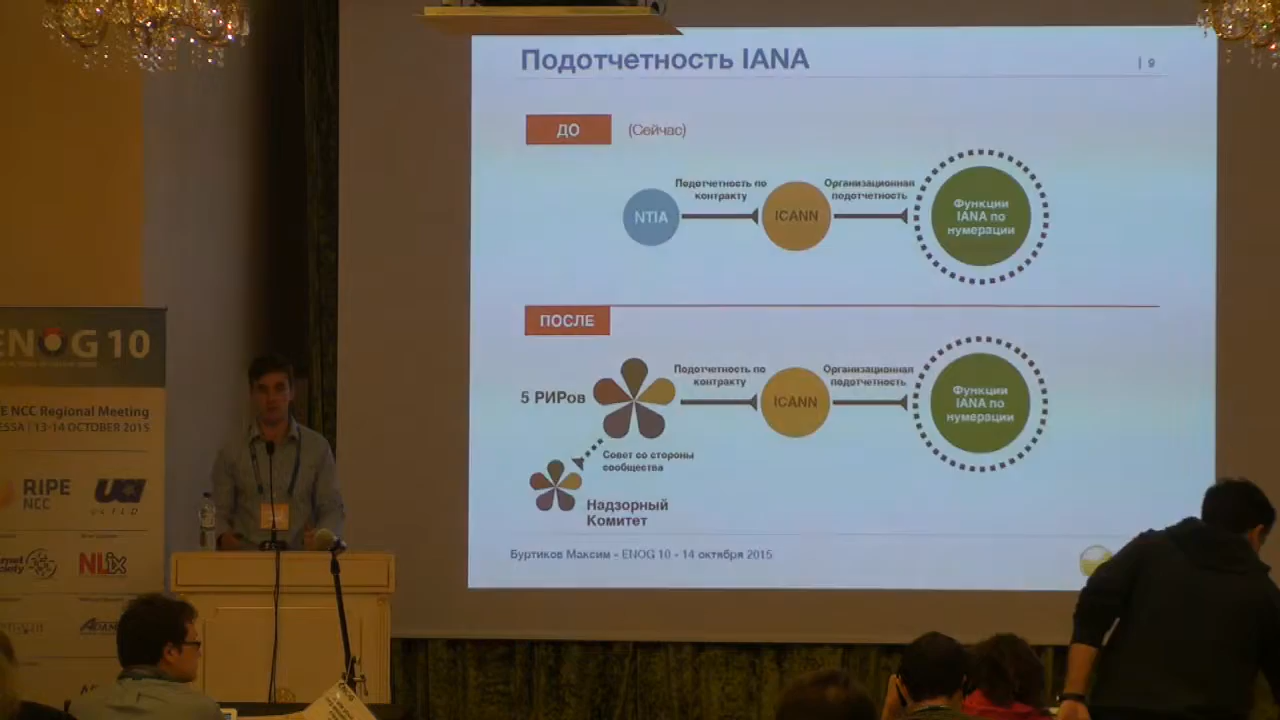 Подотчетность IANA
| 9
ДО
(Сейчас)
Подотчетность по
контракту
Организационная
подотчетность
NTIA
ICANN
Функции
IANA по
нумерации
ПОСЛЕ
5 РИРов
Подотчетность по
контракту
Организационная
подотчетность
ICANN
Функции
IANA по
нумерации
Совет со стороны
сообщества
Надзорный
Комитет
Буртиков Максим - ENOG 10 - 14 октября 2015
ENOG 10
NCC Regional Meeting
13-14 OCTOBER 2015
RIPE
NCC
NLix